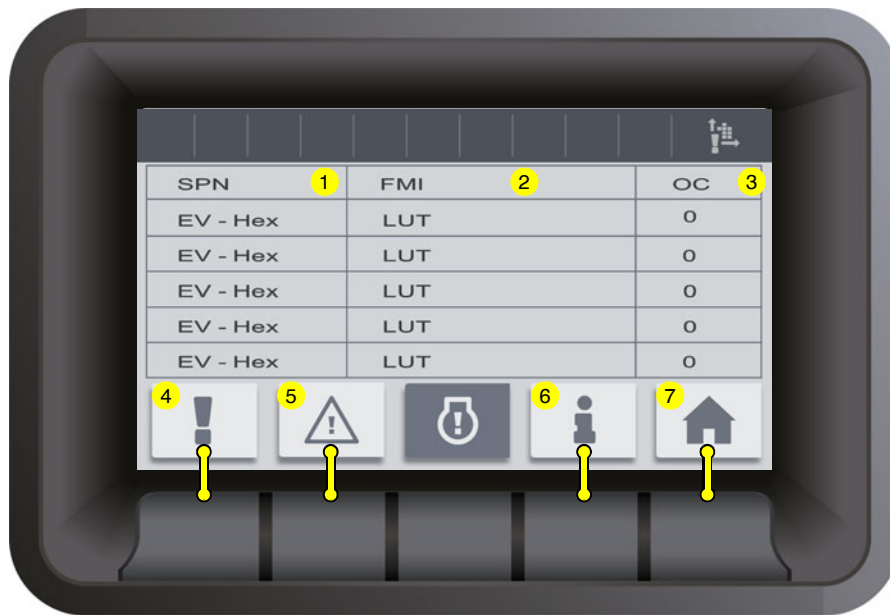 SPN 1 FMI 2 OC 3
EV - Hex LUT 0
EV - Hex LUT 0
EV - Hex LUT 0
EV - Hex LUT 0
EV - Hex LUT 0
4 5 6 7